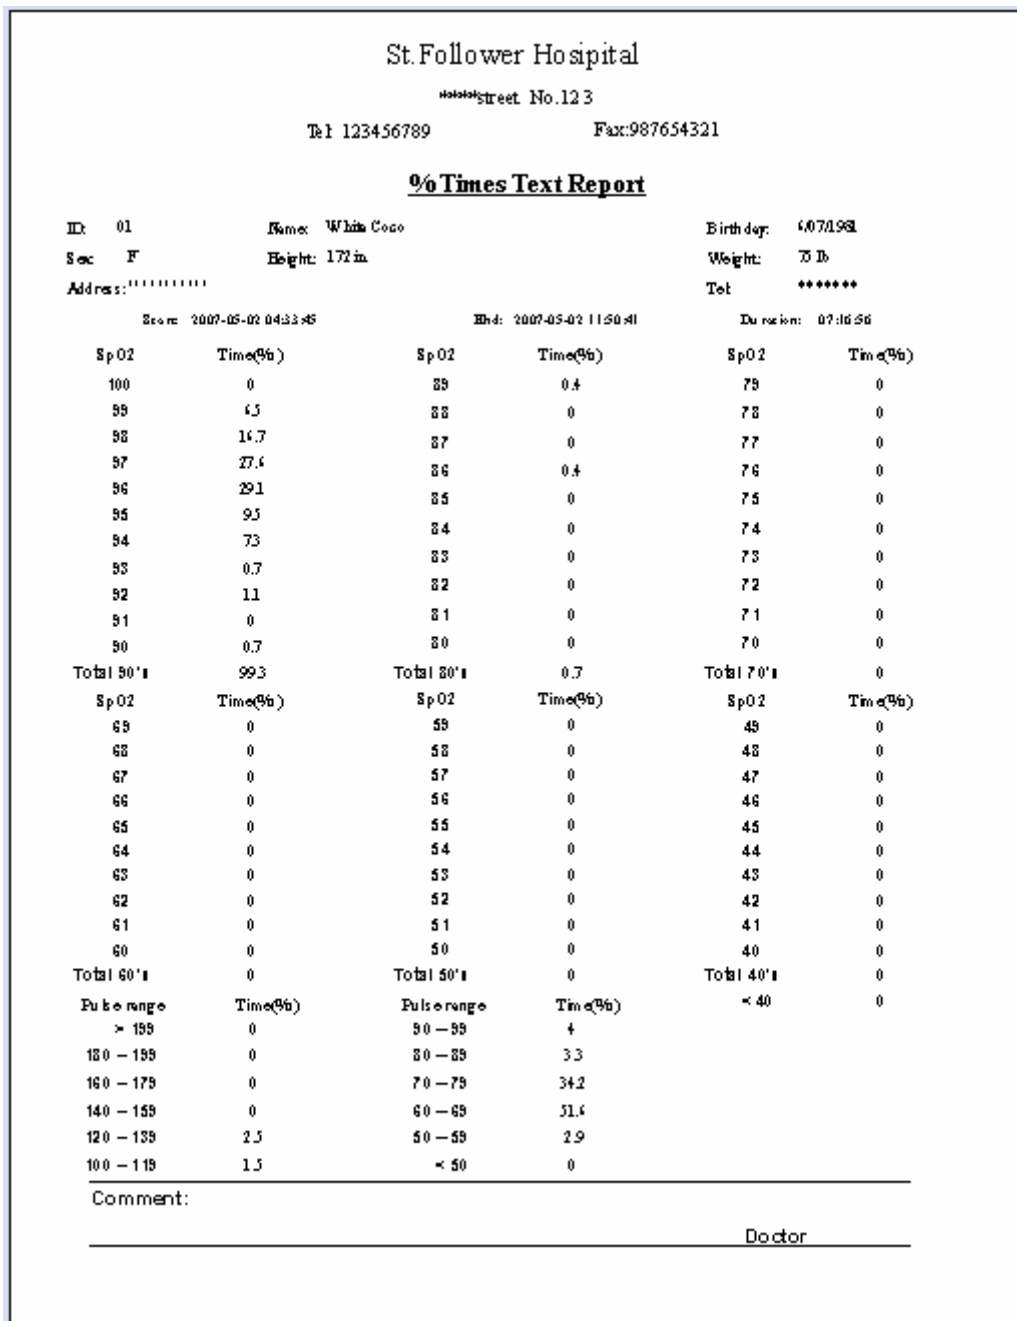 St.Follower Hosipital
******street No.123
Tel: 123456789 Fax:987654321
%Times Text Report
ID: 01 Name: White Coco Birthday: 6/07/1981
Sex: F Height: 172in Weight: 75 lb
Address:*********** Tel: *******
2007-05-02 04:33:45 End: 2007-05-02 11:50:41 Duration: 07:16:56
SpO2 Time(%) SpO2 Time(%) SpO2 Time(%)
100 0 89 0.4 79 0
99 6.5 88 0 78 0
98 16.7 87 0 77 0
97 27.6 86 0.4 76 0
96 29.1 85 0 75 0
95 9.5 84 0 74 0
94 7.3 83 0 73 0
93 0.7 82 0 72 0
92 1.1 81 0 71 0
91 0 80 0 70 0
90 0.7
Total 90's 99.3 Total 80's 0.7 Total 70's 0
SpO2 Time(%) SpO2 Time(%) SpO2 Time(%)
69 0 59 0 49 0
68 0 58 0 48 0
67 0 57 0 47 0
66 0 56 0 46 0
65 0 55 0 45 0
64 0 54 0 44 0
63 0 53 0 43 0
62 0 52 0 42 0
61 0 51 0 41 0
60 0 50 0 40 0
Total 60's 0 Total 50's 0 Total 40's 0
Pulse range Time(%) Pulse range Time(%) < 40 0
> 199 0 90 — 99 4
180 — 199 0 80 — 89 3.3
160 — 179 0 70 — 79 34.2
140 — 159 0 60 — 69 51.6
120 — 139 2.5 50 — 59 2.9
100 — 119 1.5 < 50 0
Comment:
Doctor